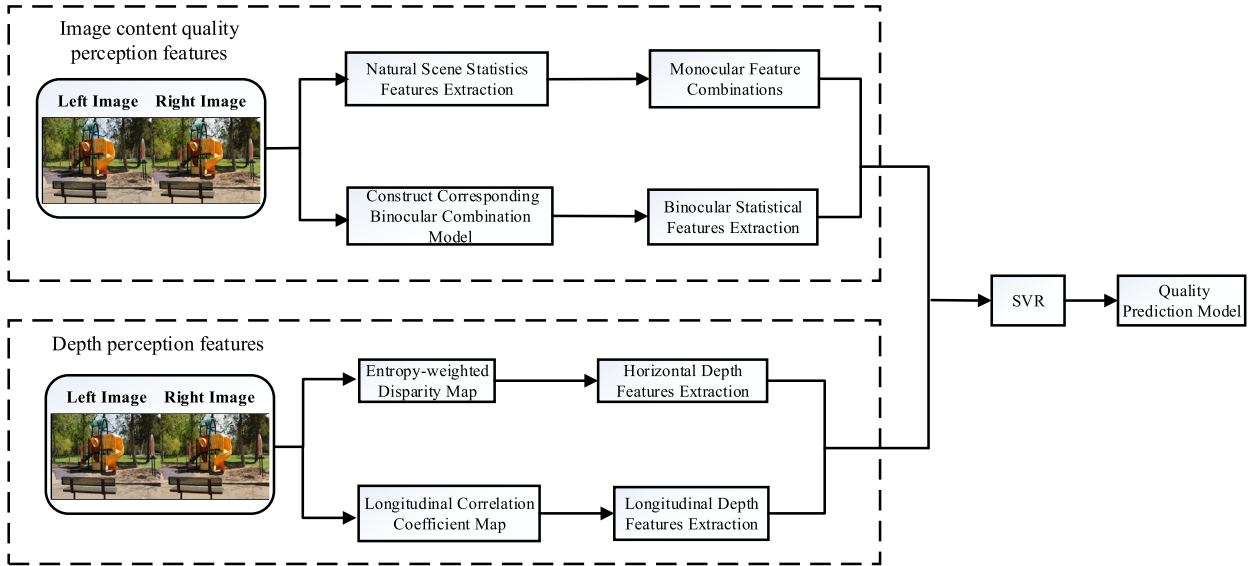 Image content quality
perception features
Left Image Right Image
Natural Scene Statistics
Features Extraction
Monocular Feature
Combinations
Construct Corresponding
Binocular Combination
Model
Binocular Statistical
Features Extraction
SVR
Quality
Prediction Model
Depth perception features
Left Image Right Image
Entropy-weighted
Disparity Map
Horizontal Depth
Features Extraction
Longitudinal Correlation
Coefficient Map
Longitudinal Depth
Features Extraction